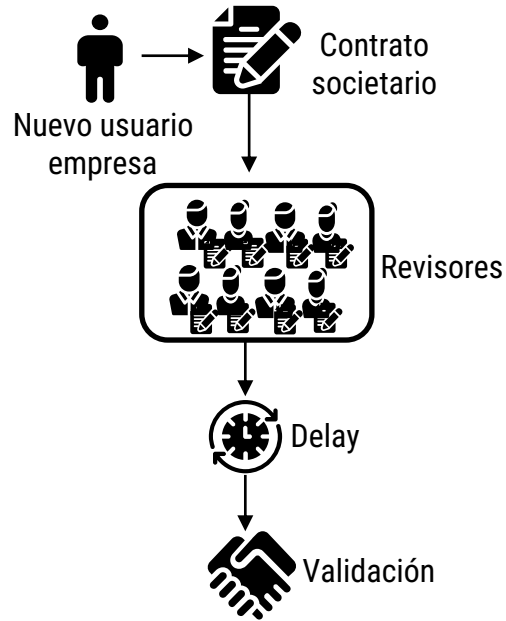 Contrato
societario
Nuevo usuario
empresa
Revisores
Delay
Validación